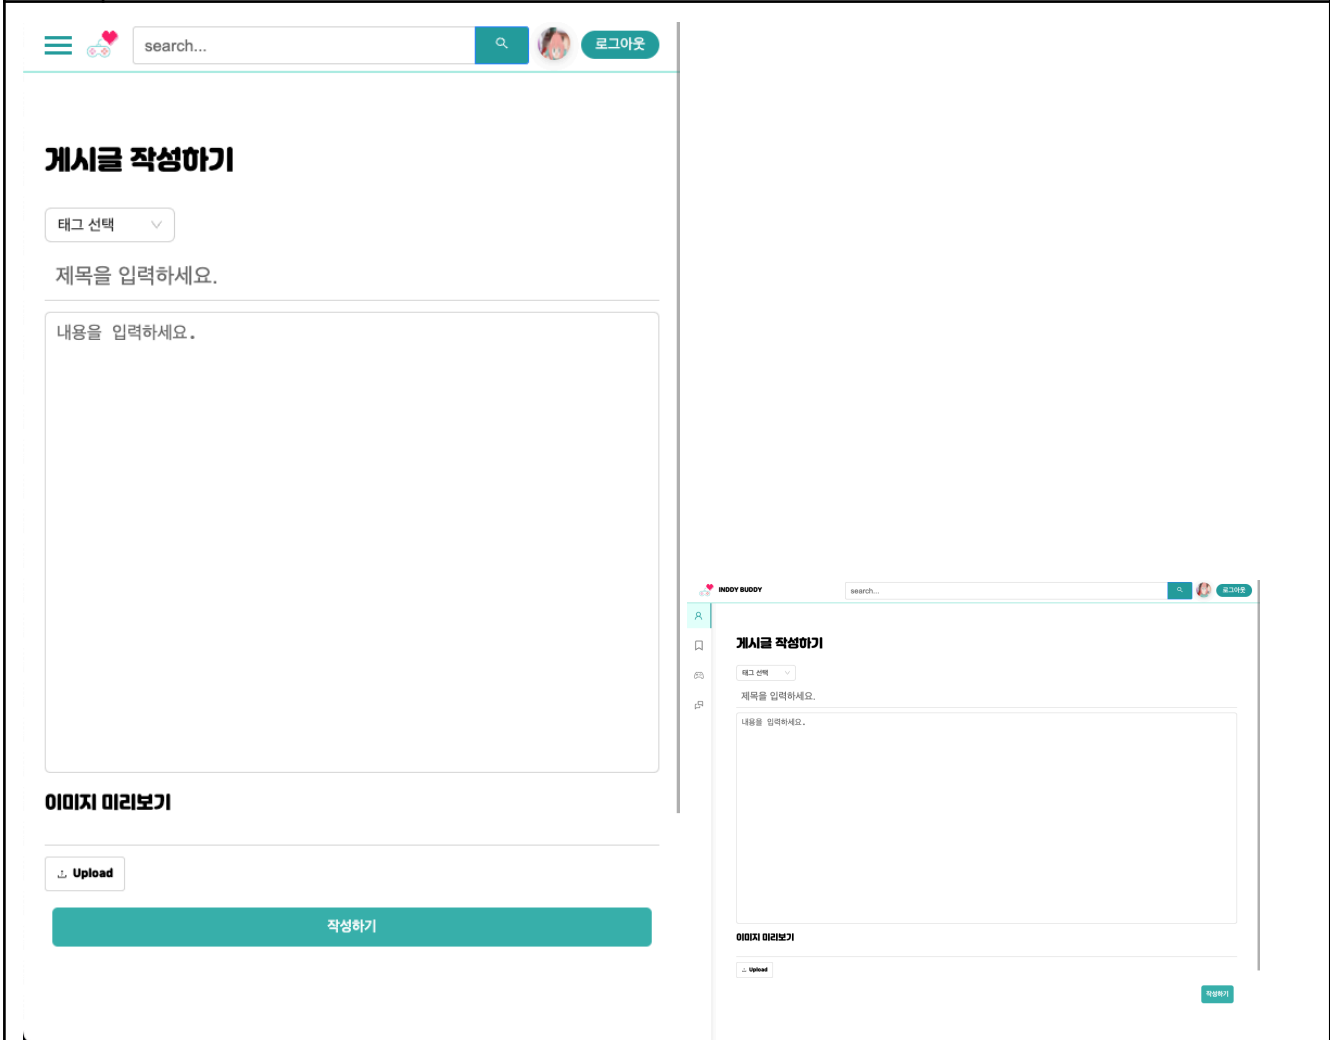 search...
로그아웃
게시글 작성하기
태그 선택
제목을 입력하세요.
내용을 입력하세요.
이미지 미리보기
Upload
작성하기
INDDY BUDDY
search...
로그아웃
게시글 작성하기
태그 선택
제목을 입력하세요.
내용을 입력하세요.
이미지 미리보기
Upload
작성하기